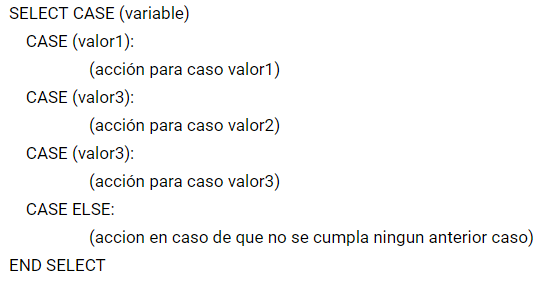 SELECT CASE (variable)
CASE (valor1):
(acción para caso valor1)
CASE (valor3):
(acción para caso valor2)
CASE (valor3):
(acción para caso valor3)
CASE ELSE:
(accion en caso de que no se cumpla ningun anterior caso)
END SELECT